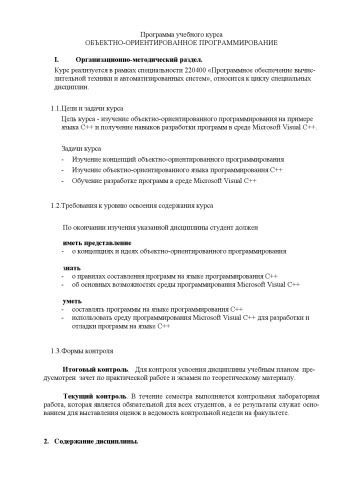 Программа учебного курса
ОБЪЕКТНО-ОРИЕНТИРОВАННОЕ ПРОГРАММИРОВАНИЕ
I. Организационно-методический раздел.
Курс реализуется в рамках специальности 220400 «Программное обеспечение вычис-
лительной техники и автоматизированных систем», относится к циклу специальных
дисциплин.
1.1.Цели и задачи курса
Цель курса - изучение объектно-ориентированного программирования на примере
языка С++ и получение навыков разработки программ в среде Microsoft Visual C++.
Задачи курса
- Изучение концепций объектно-ориентированного программирования
- Изучение объектно-ориентированного языка программирования С++
- Обучение разработке программ в среде Microsoft Visual C++
1.2.Требования к уровню освоения содержания курса
По окончании изучения указанной дисциплины студент должен
иметь представление
- о концепциях и идеях объектно-ориентированного программирования
знать
- о правилах составления программ на языке программирования С++
- об основных возможностях среды программирования Microsoft Visual C++
уметь
- составлять программы на языке программирования С++
- использовать среду программирования Microsoft Visual C++ для разработки и
отладки программ на языке С++
1.3.Формы контроля
Итоговый контроль. Для контроля усвоения дисциплины учебным планом пре-
дусмотрен зачет по практической работе и экзамен по теоретическому материалу.
Текущий контроль. В течение семестра выполняется контрольная лабораторная
работа, которая является обязательной для всех студентов, а ее результаты служат осно-
ванием для выставления оценок в ведомость контрольной недели на факультете.
2. Содержание дисциплины.